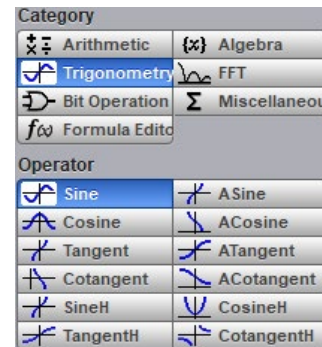 Category
Arithmetic {x} Algebra
Trigonometry FFT
Bit Operation Σ Miscellaneou
f(ω) Formula Edito
Operator
Sine ASine
Cosine ACosine
Tangent ATangent
Cotangent ACotangent
SineH CosineH
TangentH CotangentH